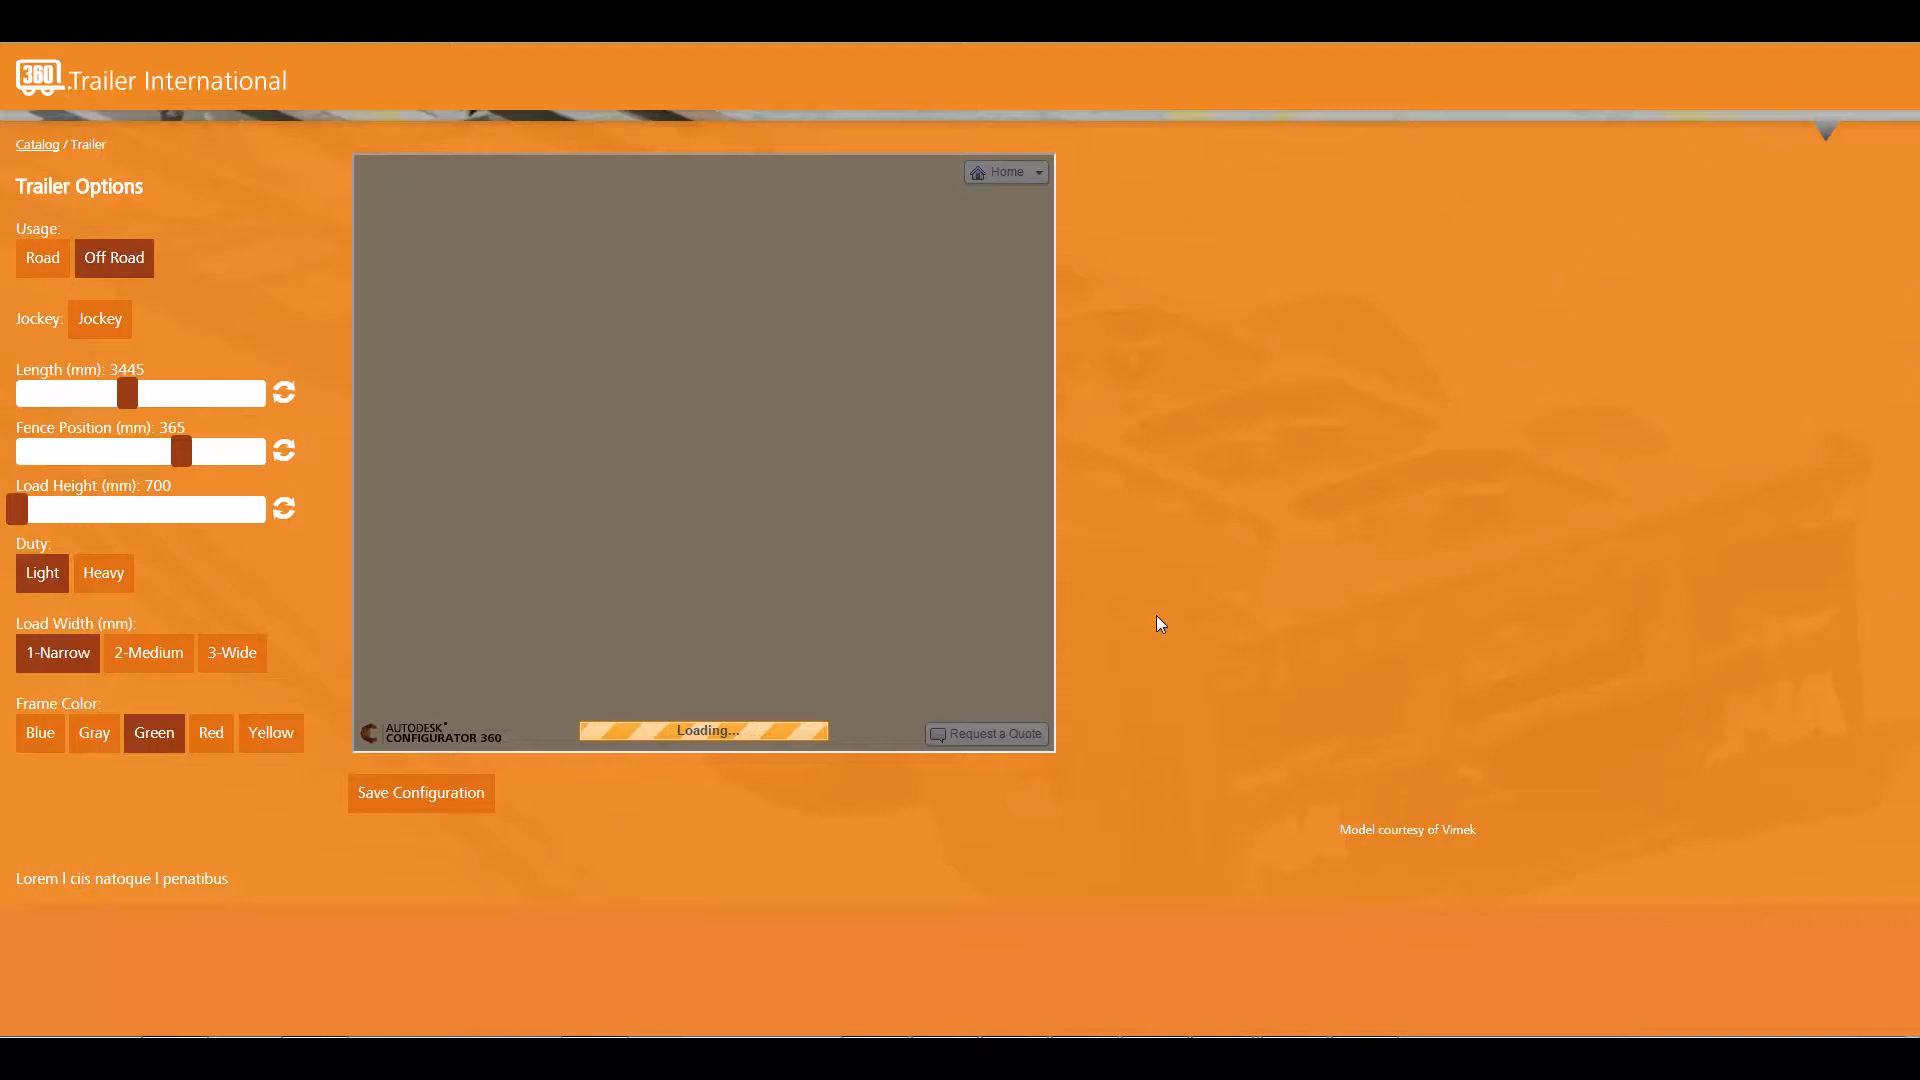 360 Trailer International
Catalog / Trailer
Trailer Options
Usage:
Road Off Road
Jockey: Jockey
Length (mm): 3445
Fence Position (mm): 365
Load Height (mm): 700
Duty:
Light Heavy
Load Width (mm):
1-Narrow 2-Medium 3-Wide
Frame Color:
Blue Gray Green Red Yellow
Home
AUTODESK®
CONFIGURATOR 360
Loading...
Request a Quote
Save Configuration
Model courtesy of Vimek
Lorem | ciis natoque | penatibus